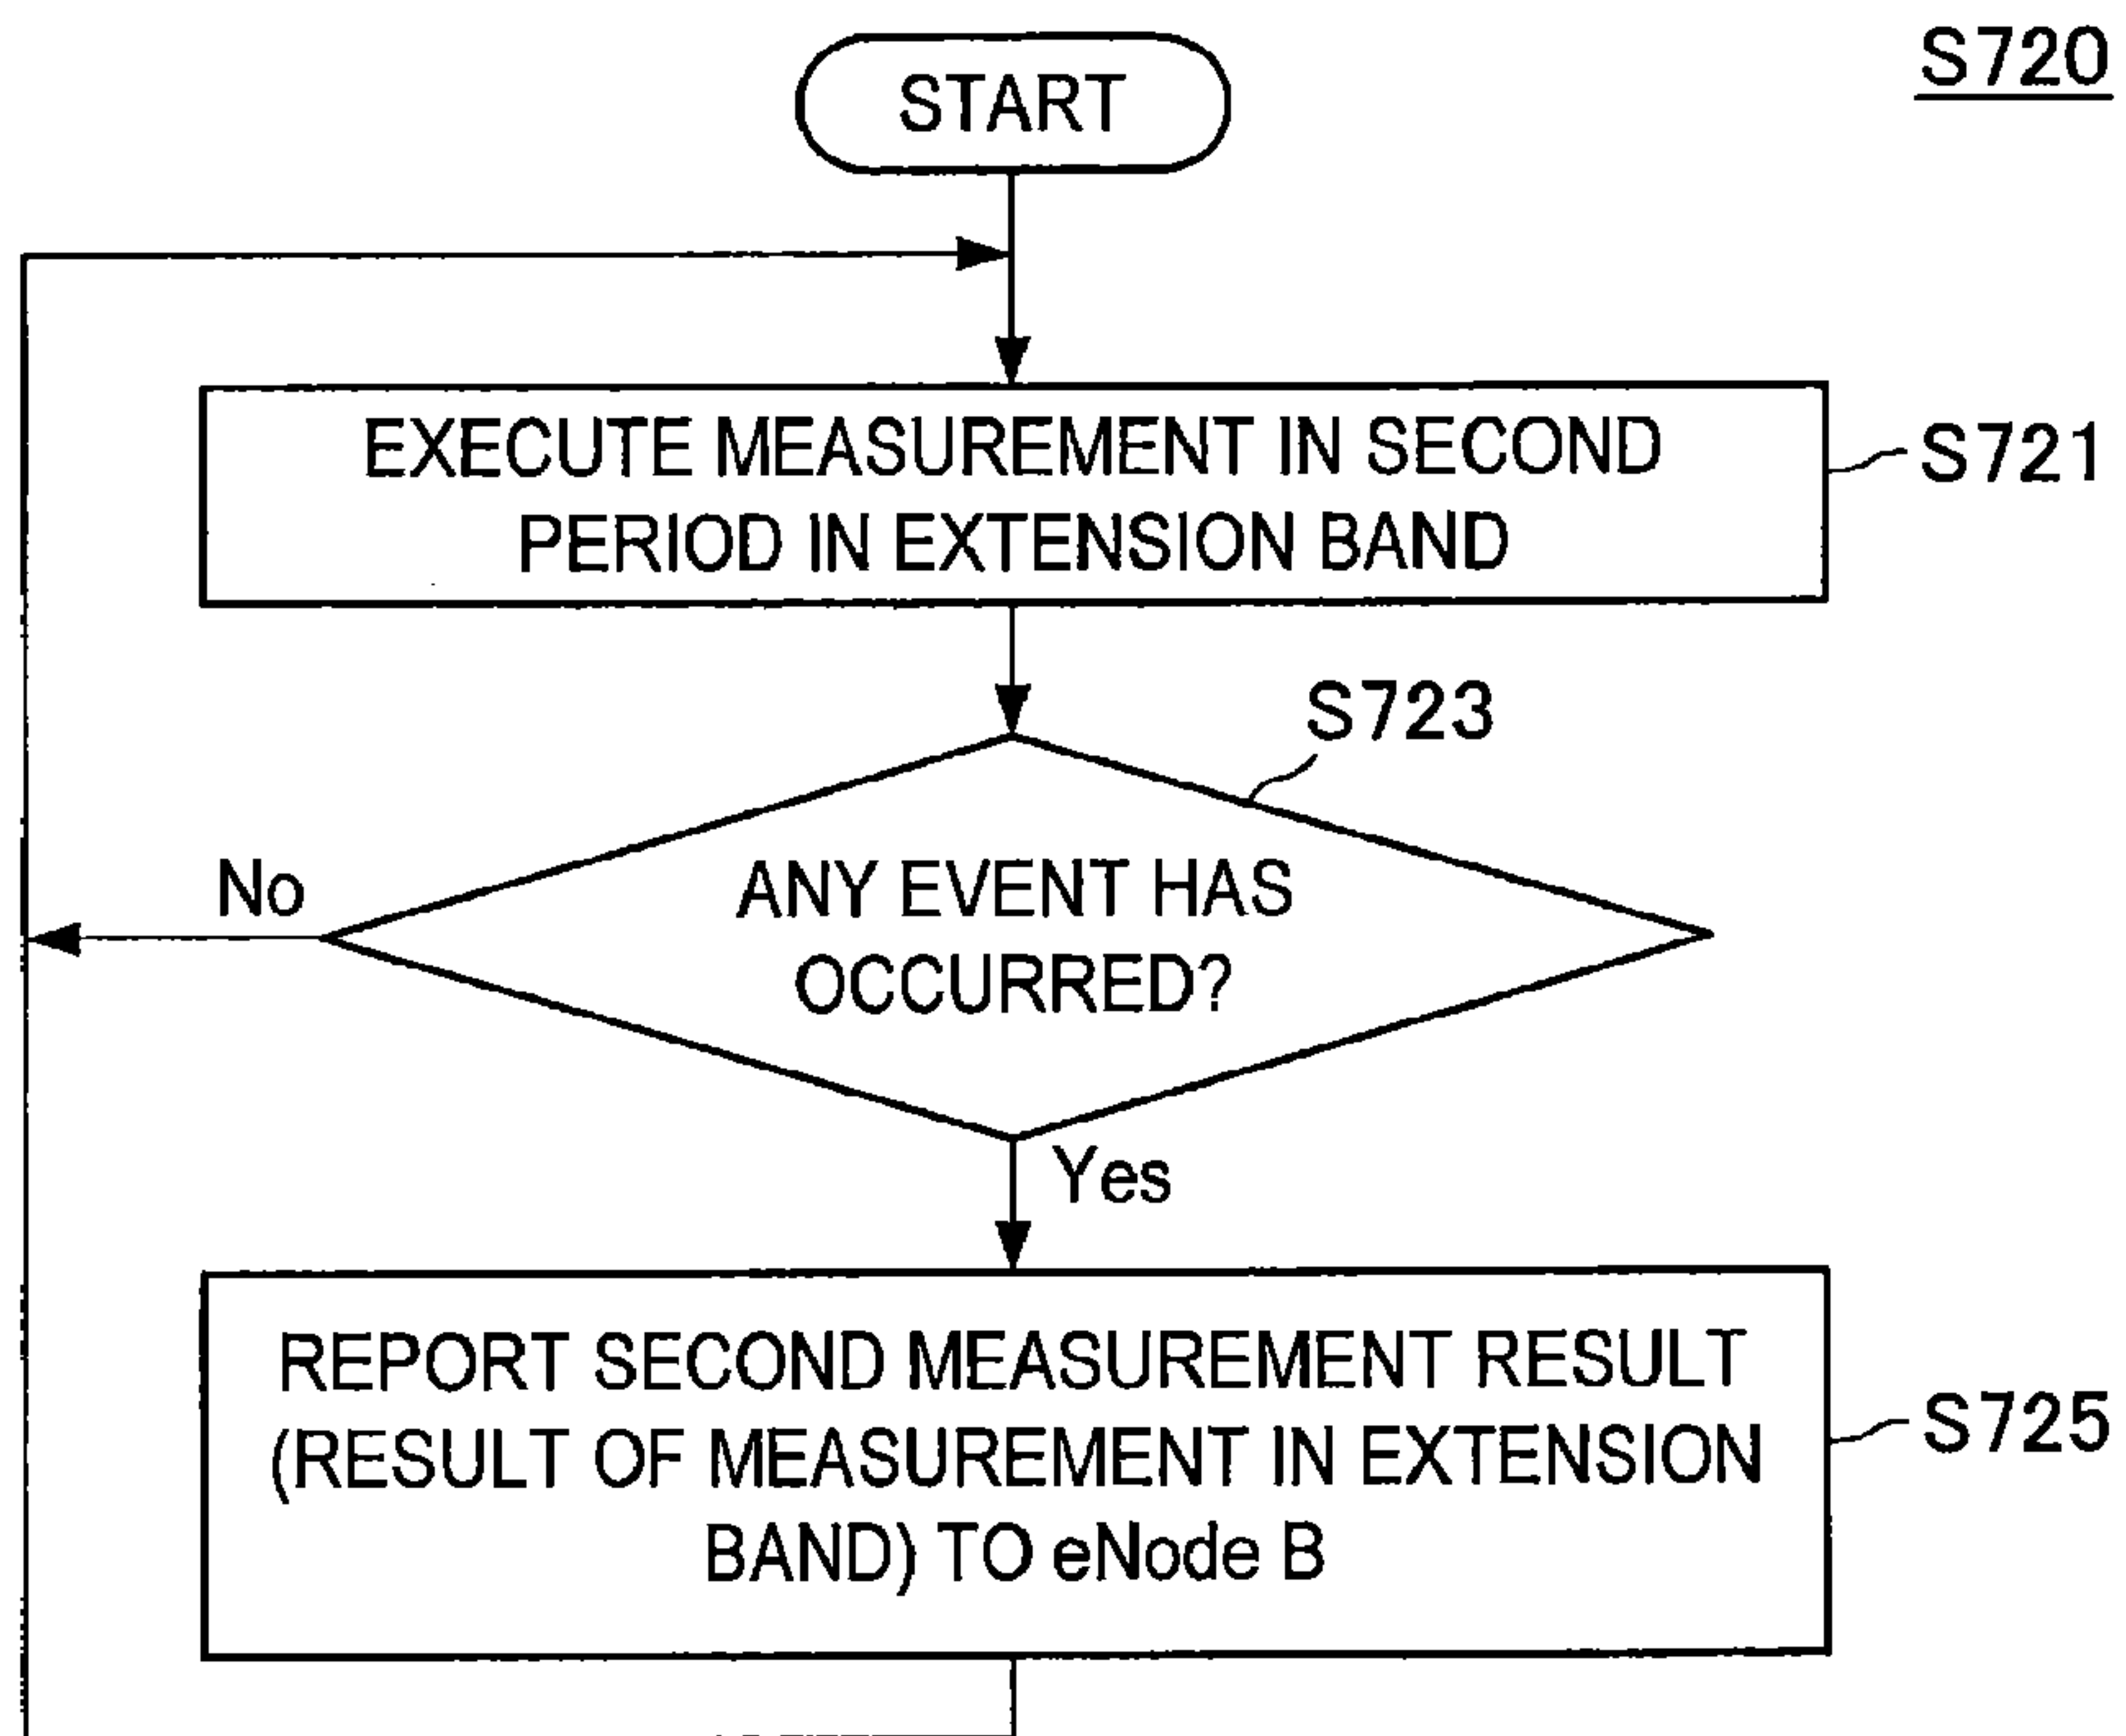 S720
START
EXECUTE MEASUREMENT IN SECOND
PERIOD IN EXTENSION BAND
S721
S723
ANY EVENT HAS
OCCURRED?
No
Yes
REPORT SECOND MEASUREMENT RESULT
(RESULT OF MEASUREMENT IN EXTENSION
BAND) TO eNode B
S725